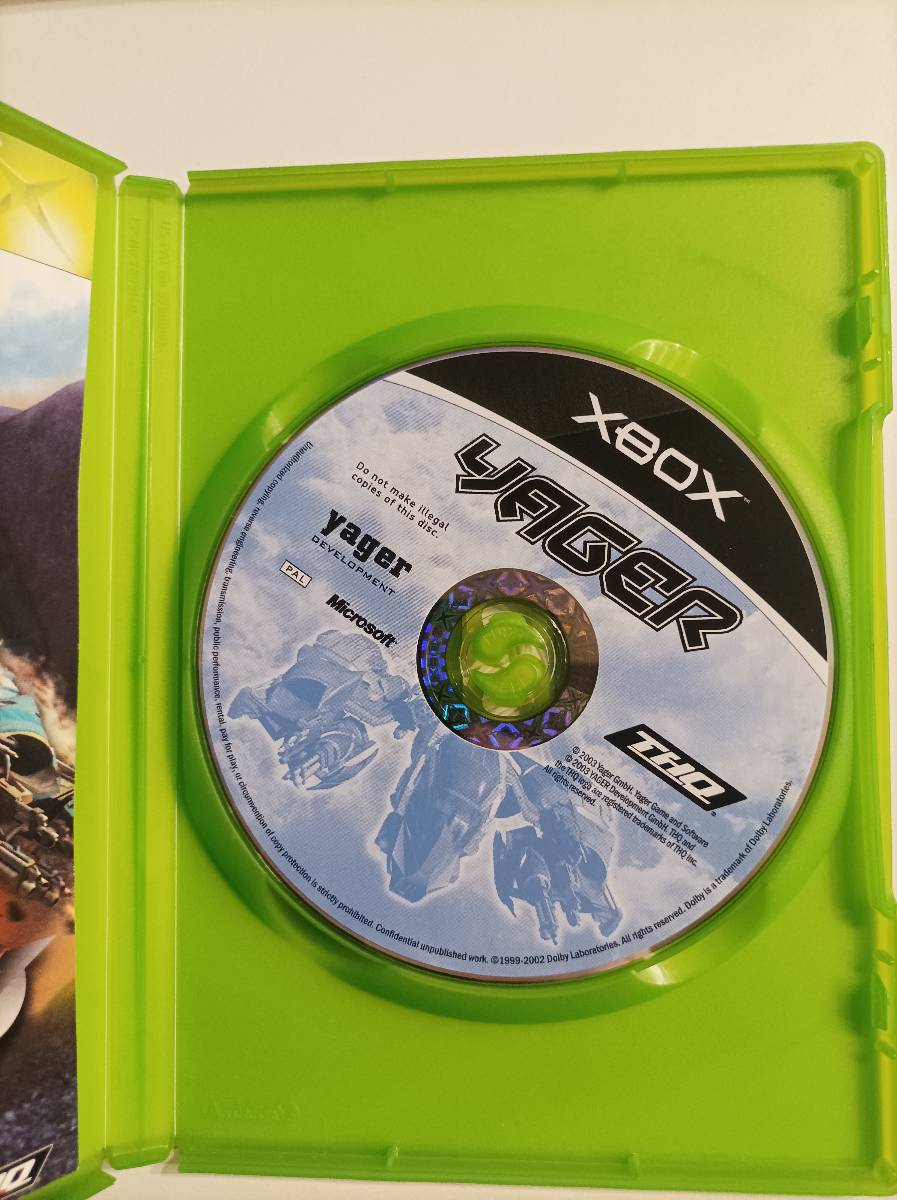 XBOX™
YAGER
Do not make illegal
copies of this disc.
yager
DEVELOPMENT
PAL
Microsoft®
THQ®
© 2003 Yager GmbH. Yager Game and Software
© 2003 YAGER Development GmbH. THQ and
the THQ logo are registered trademarks of THQ Inc.
All rights reserved.
Unauthorized copying, reverse engineering, transmission, public performance, rental, pay for play, or circumvention of copy protection is strictly prohibited. Confidential unpublished work. ©1999-2002 Dolby Laboratories. All rights reserved. Dolby is a trademark of Dolby Laboratories.